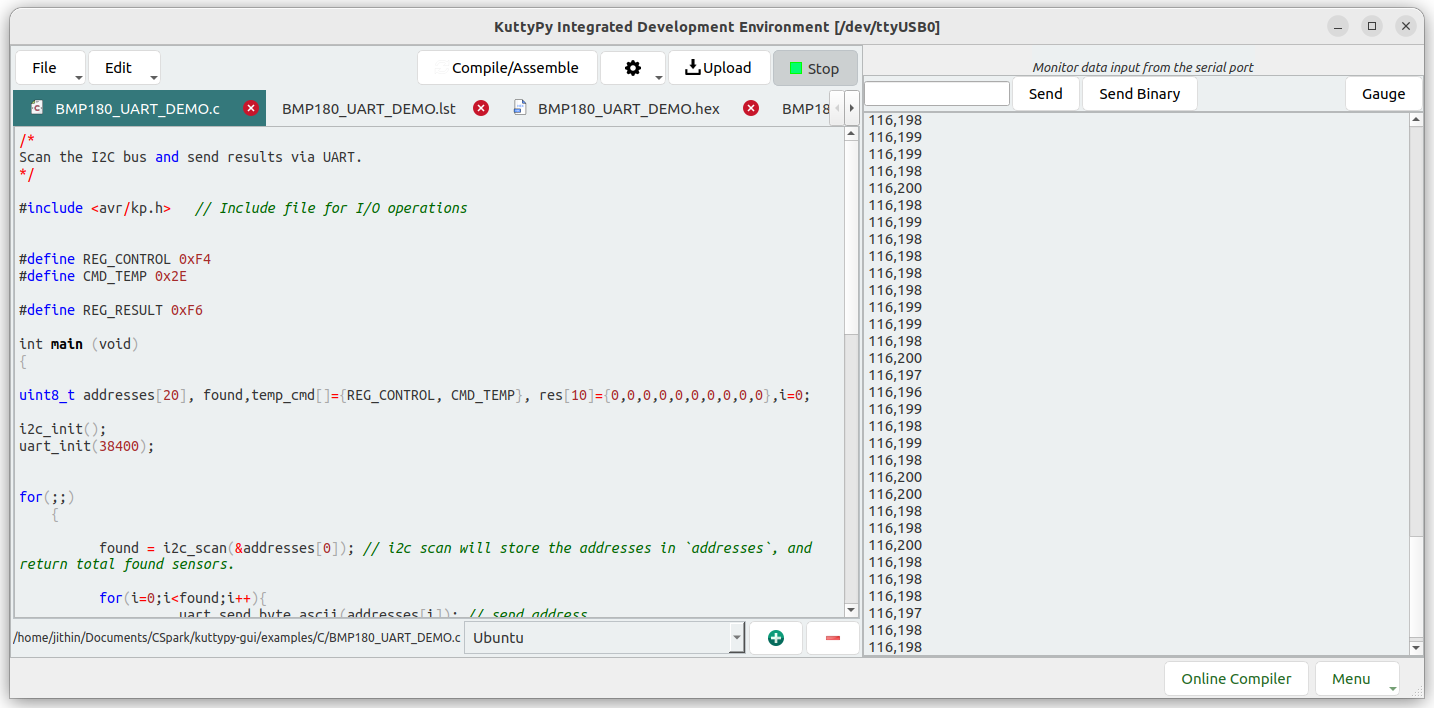 KuttyPy Integrated Development Environment [/dev/ttyUSB0]
File Edit Compile/Assemble Upload Stop
BMP180_UART_DEMO.c BMP180_UART_DEMO.lst BMP180_UART_DEMO.hex BMP18
/*
Scan the I2C bus and send results via UART.
*/
#include <avr/kp.h> // Include file for I/O operations
#define REG_CONTROL 0xF4
#define CMD_TEMP 0x2E
#define REG_RESULT 0xF6
int main (void)
{
uint8_t addresses[20], found,temp_cmd[]={REG_CONTROL, CMD_TEMP}, res[10]={0,0,0,0,0,0,0,0,0,0},i=0;
i2c_init();
uart_init(38400);
for(;;)
{
found = i2c_scan(&addresses[0]); // i2c scan will store the addresses in `addresses`, and
return total found sensors.
for(i=0;i<found;i++){
uart_send_byte_ascii(addresses[i]); // send address
/home/jithin/Documents/CSpark/kuttypy-gui/examples/C/BMP180_UART_DEMO.c Ubuntu
Monitor data input from the serial port
Send Send Binary Gauge
116,198
116,199
116,199
116,198
116,200
116,198
116,199
116,198
116,198
116,198
116,198
116,199
116,199
116,198
116,200
116,197
116,196
116,199
116,198
116,199
116,198
116,200
116,200
116,198
116,198
116,200
116,198
116,198
116,198
116,197
116,198
116,198
Online Compiler Menu